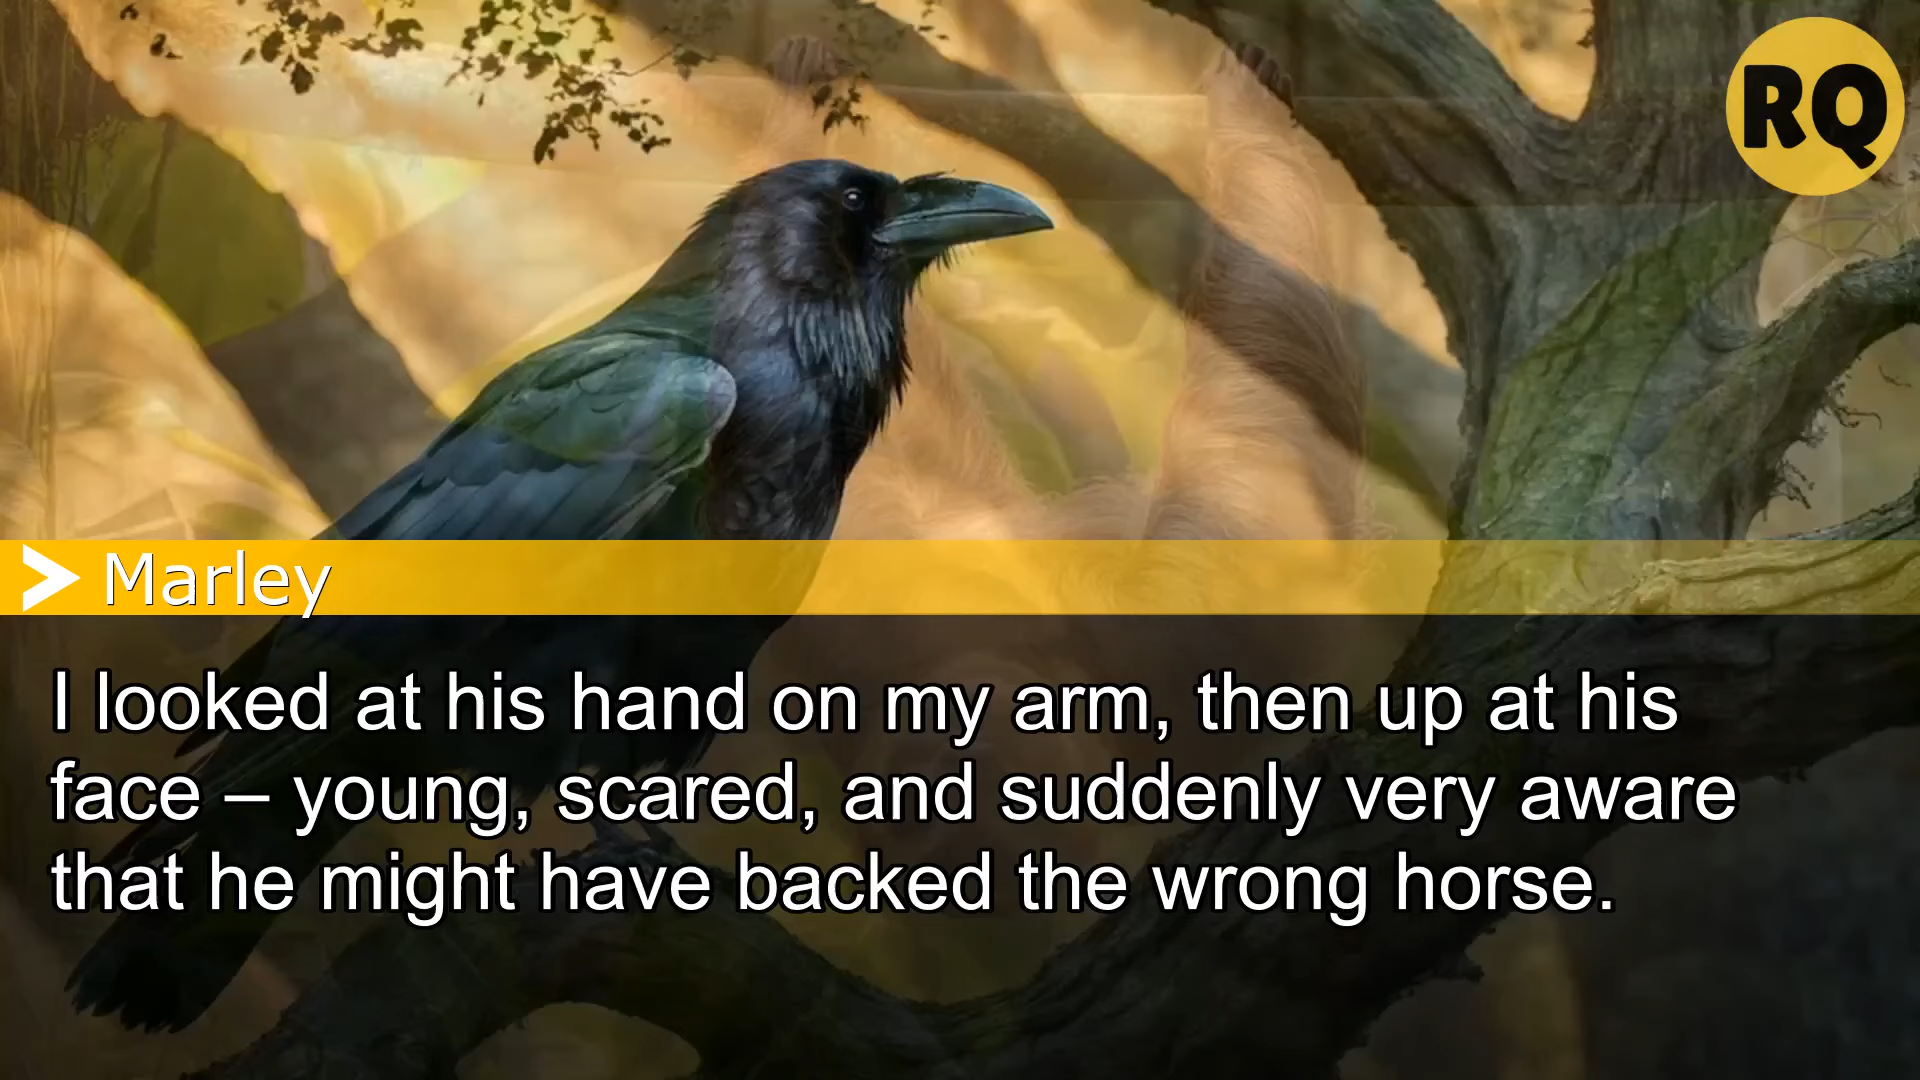 RQ
Marley
I looked at his hand on my arm, then up at his
face – young, scared, and suddenly very aware
that he might have backed the wrong horse.